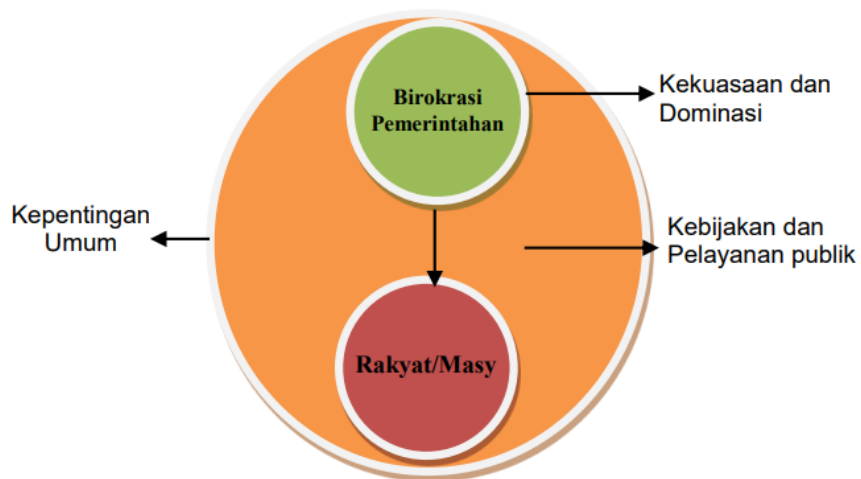 Birokrasi
Pemerintahan
Kekuasaan dan
Dominasi
Kepentingan
Umum
Kebijakan dan
Pelayanan publik
Rakyat/Masy